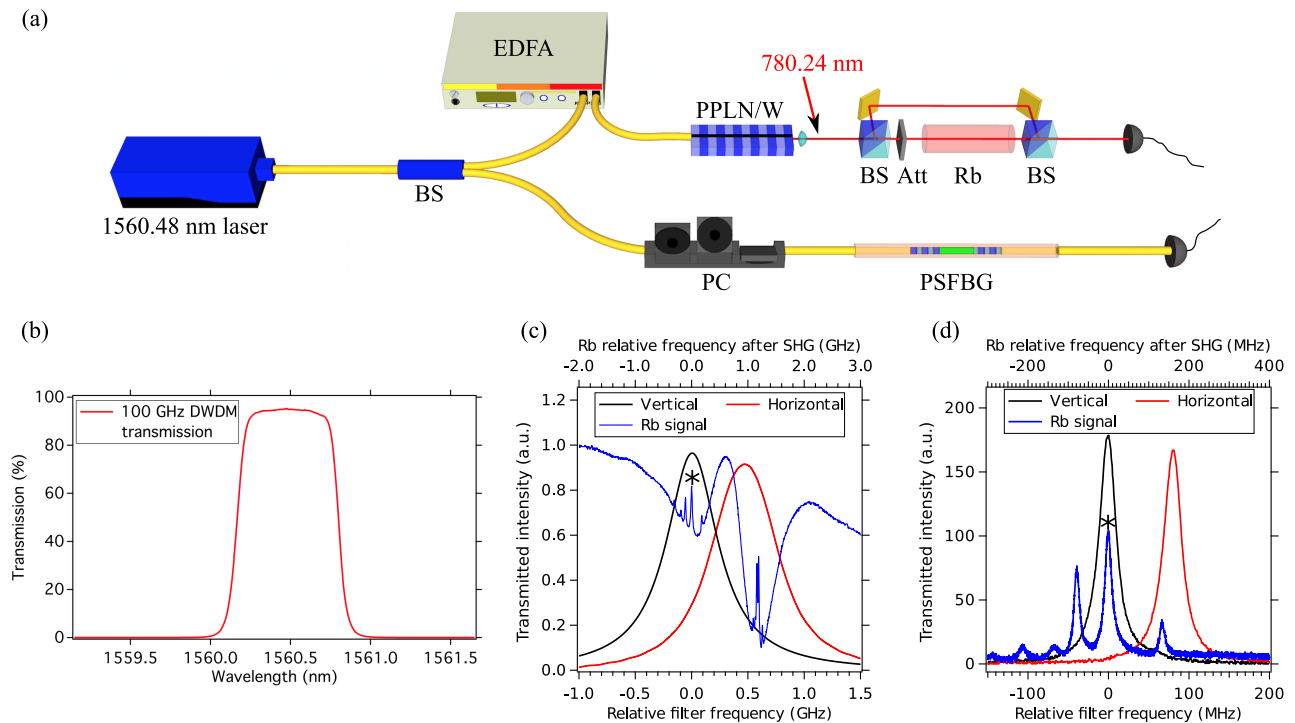 (a)
EDFA
780.24 nm
PPLN/W
BS
Att
Rb
BS
BS
1560.48 nm laser
PC
PSFBG
(b)
100 GHz DWDM
transmission
Transmission (%)
100
80
60
40
20
0
1559.5 1560.0 1560.5 1561.0 1561.5
Wavelength (nm)
(c)
Rb relative frequency after SHG (GHz)
-2.0 -1.0 0.0 1.0 2.0 3.0
Vertical
Horizontal
Rb signal
*
Transmitted intensity (a.u.)
1.2
1.0
0.8
0.6
0.4
0.2
0.0
-1.0 -0.5 0.0 0.5 1.0 1.5
Relative filter frequency (GHz)
(d)
Rb relative frequency after SHG (MHz)
-200 0 200 400
Vertical
Horizontal
Rb signal
*
Transmitted intensity (a.u.)
200
150
100
50
0
-100 0 100 200
Relative filter frequency (MHz)